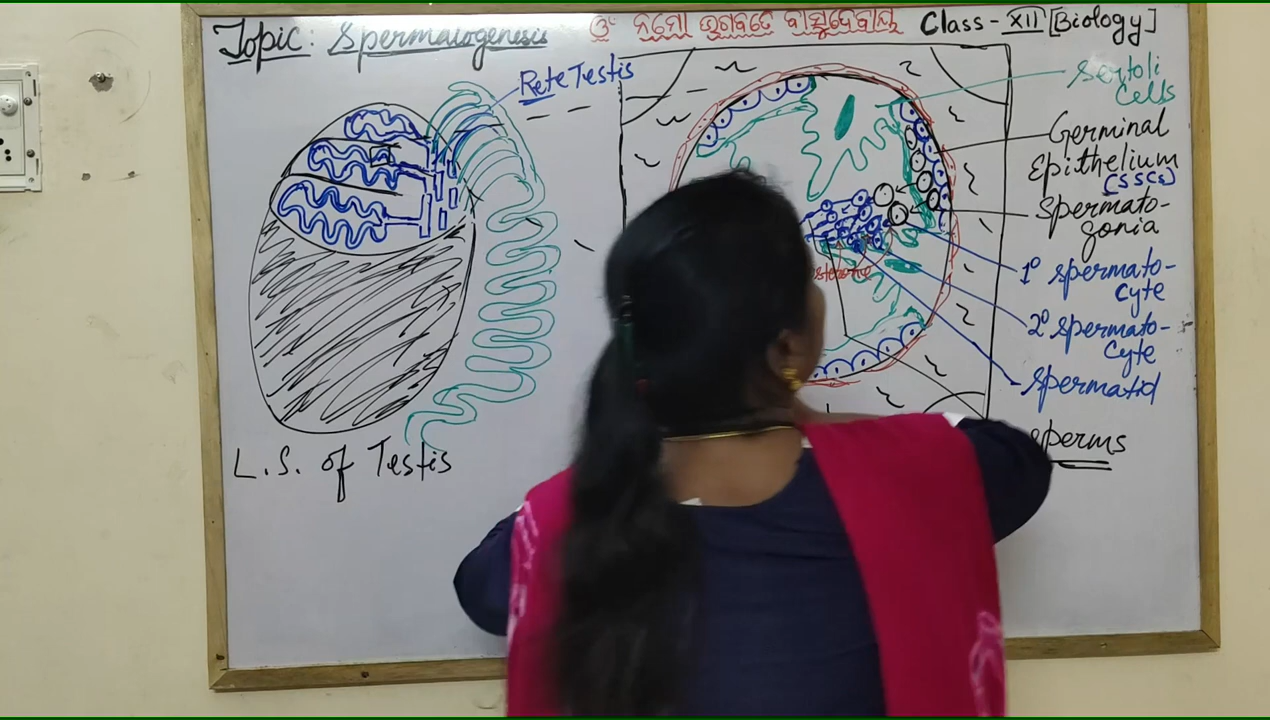 Topic: Spermatogenesis
ଓଁ ନମୋ ଭଗବତେ ବାସୁଦେବାୟ
Class - XII [Biology]
Rete Testis
L.S. of Testis
Sertoli
Cells
Germinal
Epithelium
(SSCs)
Spermato-
gonia
1° Spermato-
cyte
2° Spermato-
cyte
Spermatid
Sperms